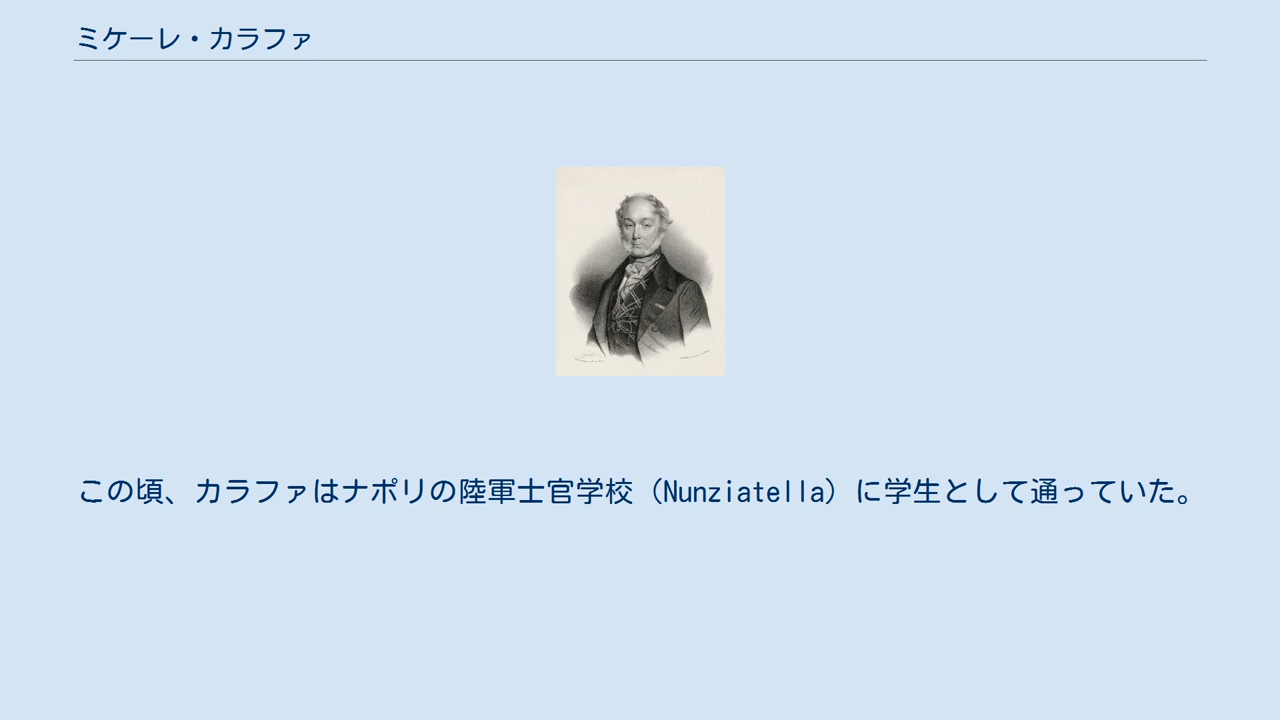 ミケーレ・カラファ
この頃、カラファはナポリの陸軍士官学校（Nunziatella）に学生として通っていた。